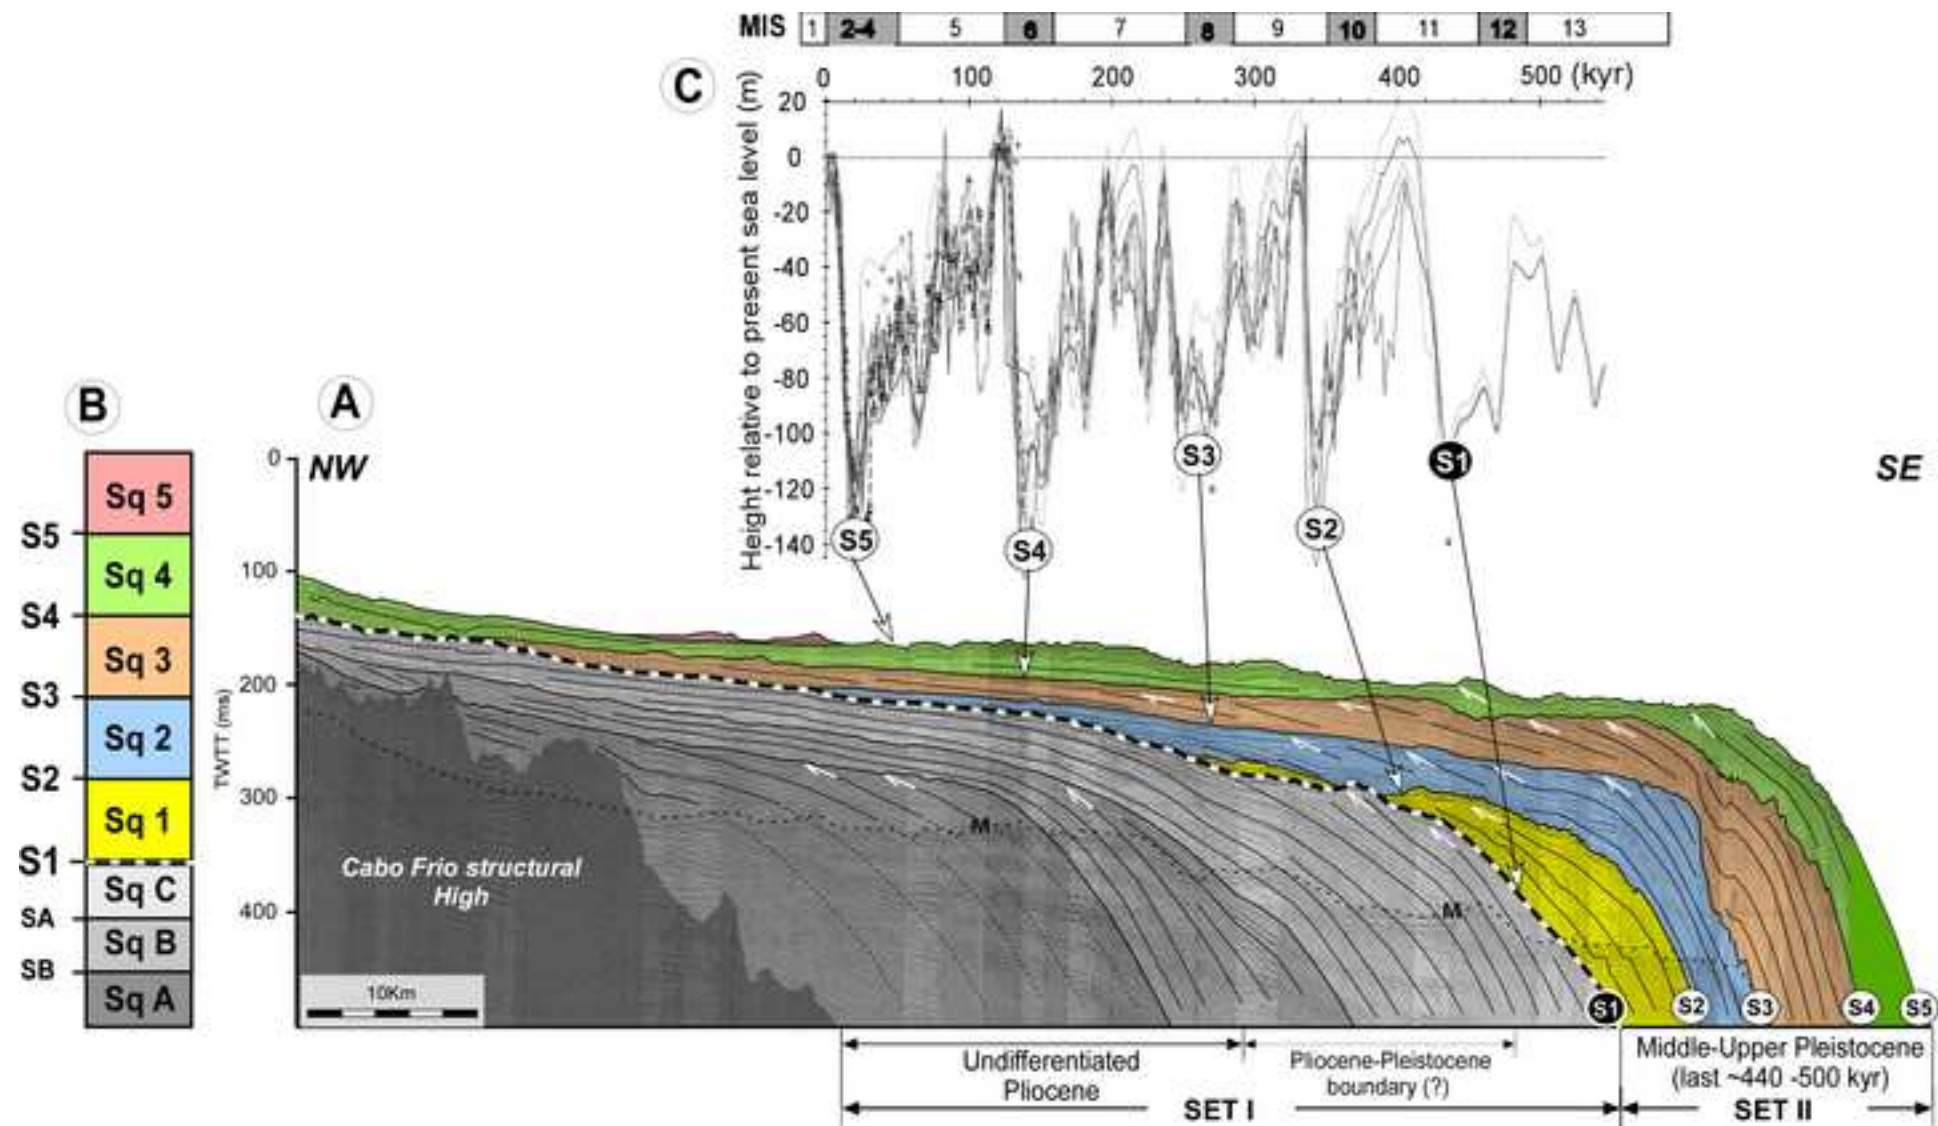 MIS 1 2-4 5 6 7 8 9 10 11 12 13
C
0 100 200 300 400 500 (kyr)
Height relative to present sea level (m)
20
0
-20
-40
-60
-80
-100
-120
-140
S5 S4 S3 S2 S1
B
Sq 5
S5
Sq 4
S4
Sq 3
S3
Sq 2
S2
Sq 1
S1
Sq C
SA
Sq B
SB
Sq A
A
NW
SE
TWTT (ms)
0
100
200
300
400
M
M
Cabo Frio structural
High
10Km
S1 S2 S3 S4 S5
Undifferentiated
Pliocene
Pliocene-Pleistocene
boundary (?)
Middle-Upper Pleistocene
(last ~440 -500 kyr)
SET I
SET II